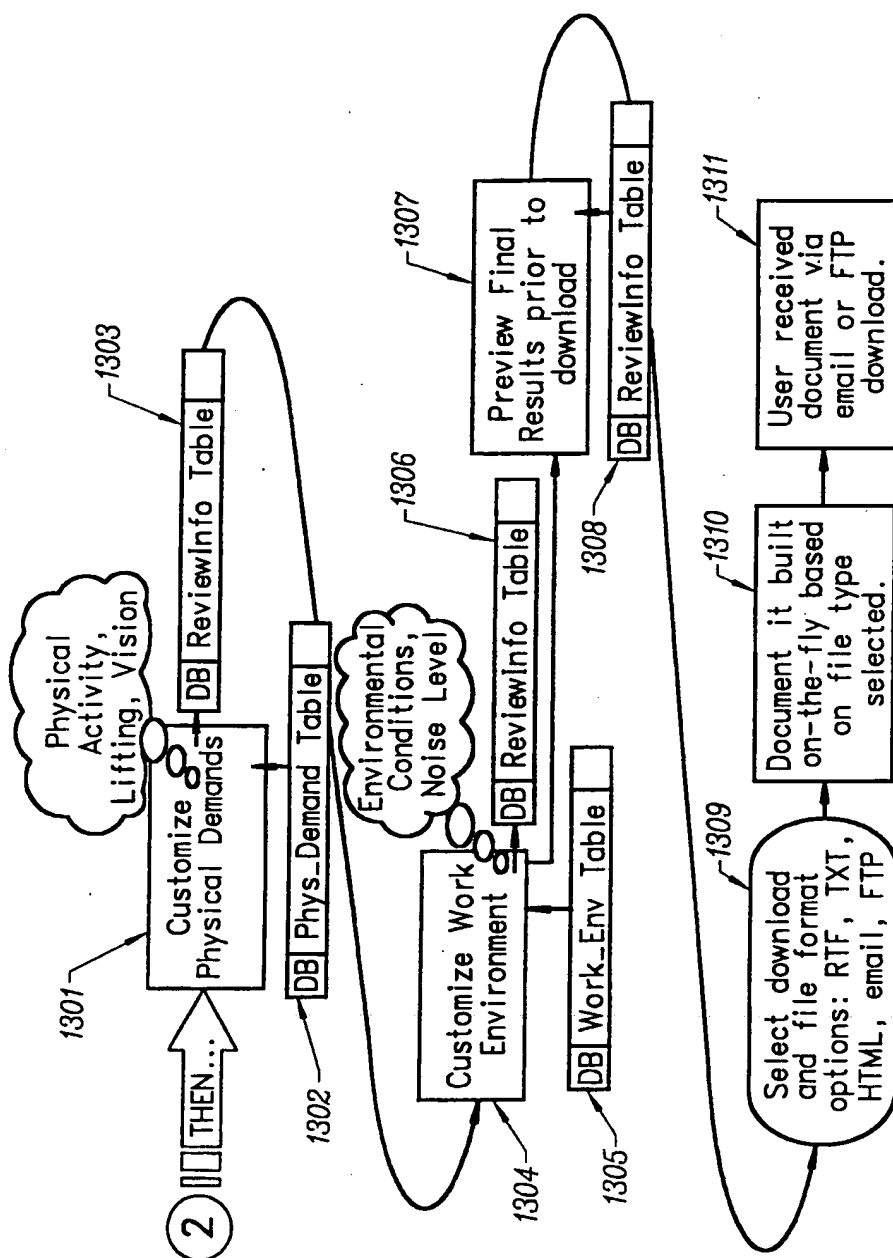 2
THEN...
1301
Customize
Physical Demands
Physical
Activity,
Lifting, Vision
DB ReviewInfo Table
1303
DB Phys_Demand Table
1302
Customize Work
Environment
1304
Environmental
Conditions,
Noise Level
DB ReviewInfo Table
1306
DB Work_Env Table
1305
Preview Final
Results prior to
download
1307
DB ReviewInfo Table
1308
Select download
and file format
options: RTF, TXT,
HTML, email, FTP
1309
Document it built
on-the-fly based
on file type
selected.
1310
User received
document via
email or FTP
download.
1311